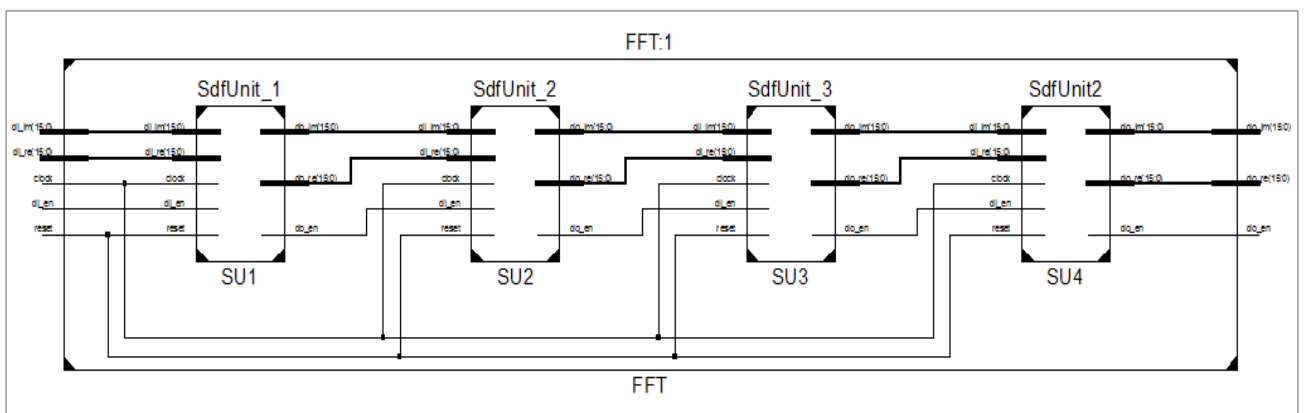 FFT:1
SdfUnit_1 SdfUnit_2 SdfUnit_3 SdfUnit2
di_im(15:0) di_im(15:0) do_im(15:0) di_im(15:0) do_im(15:0) di_im(15:0) do_im(15:0) di_im(15:0) do_im(15:0) do_im(15:0)
di_re(15:0) di_re(15:0) di_re(15:0) di_re(15:0) di_re(15:0)
clock clock do_re(15:0) clock do_re(15:0) clock do_re(15:0) clock do_re(15:0) do_re(15:0)
di_en di_en di_en di_en di_en
reset reset do_en reset do_en reset do_en reset do_en do_en
SU1 SU2 SU3 SU4
FFT